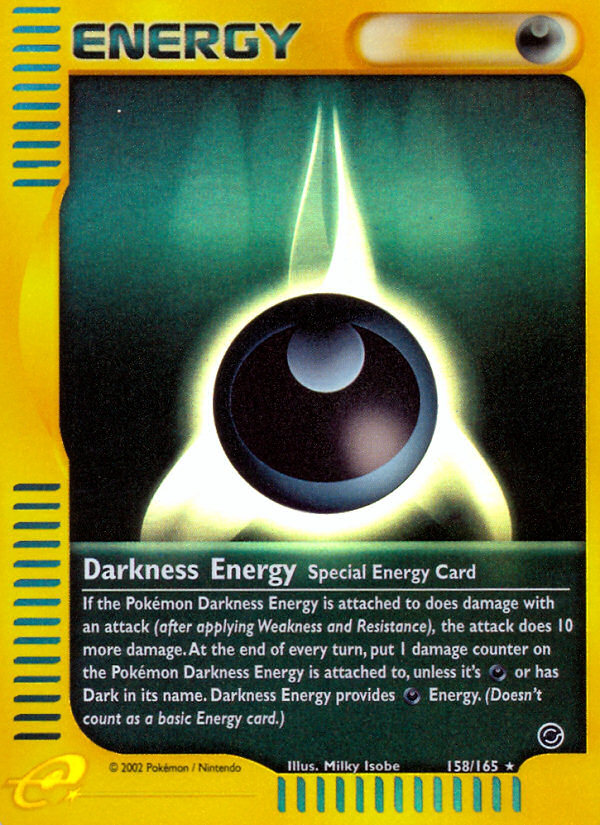 ENERGY
Darkness Energy Special Energy Card
If the Pokémon Darkness Energy is attached to does damage with
an attack (after applying Weakness and Resistance), the attack does 10
more damage. At the end of every turn, put 1 damage counter on
the Pokémon Darkness Energy is attached to, unless it's or has
Dark in its name. Darkness Energy provides Energy. (Doesn't
count as a basic Energy card.)
© 2002 Pokémon / Nintendo Illus. Milky Isobe 158/165 ★